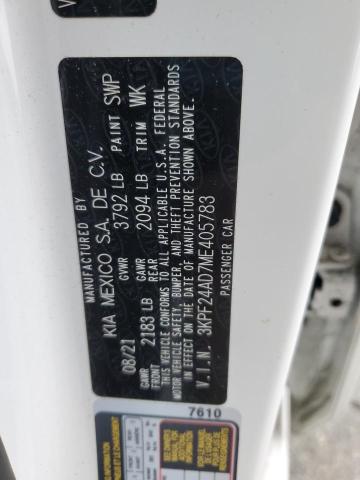 MANUFACTURED BY
KIA MEXICO S.A. DE C.V.
08/21 GVWR 3792 LB PAINT SWP
GAWR FRONT 2183 LB GAWR REAR 2094 LB TRIM WK
THIS VEHICLE CONFORMS TO ALL APPLICABLE U.S.A. FEDERAL
MOTOR VEHICLE SAFETY, BUMPER, AND THEFT PREVENTION STANDARDS
IN EFFECT ON THE DATE OF MANUFACTURE SHOWN ABOVE.
V.I.N. 3KPF24AD7ME405783
PASSENGER CAR
7610